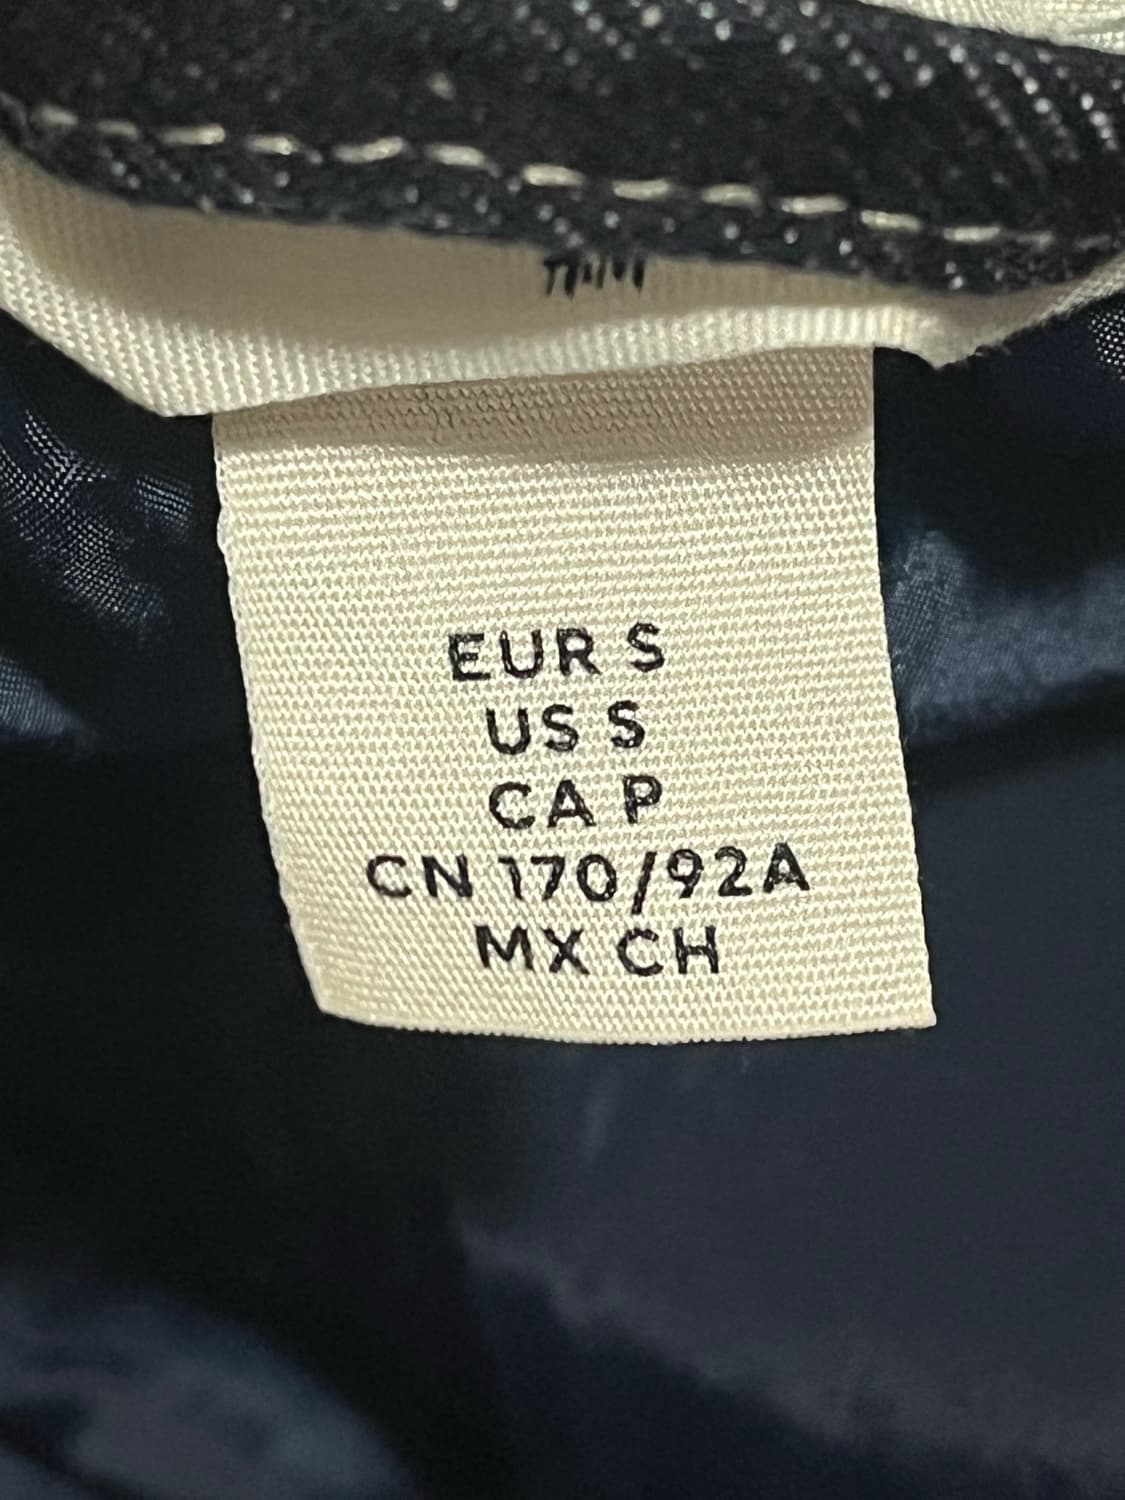 EUR S
US S
CA P
CN 170/92A
MX CH